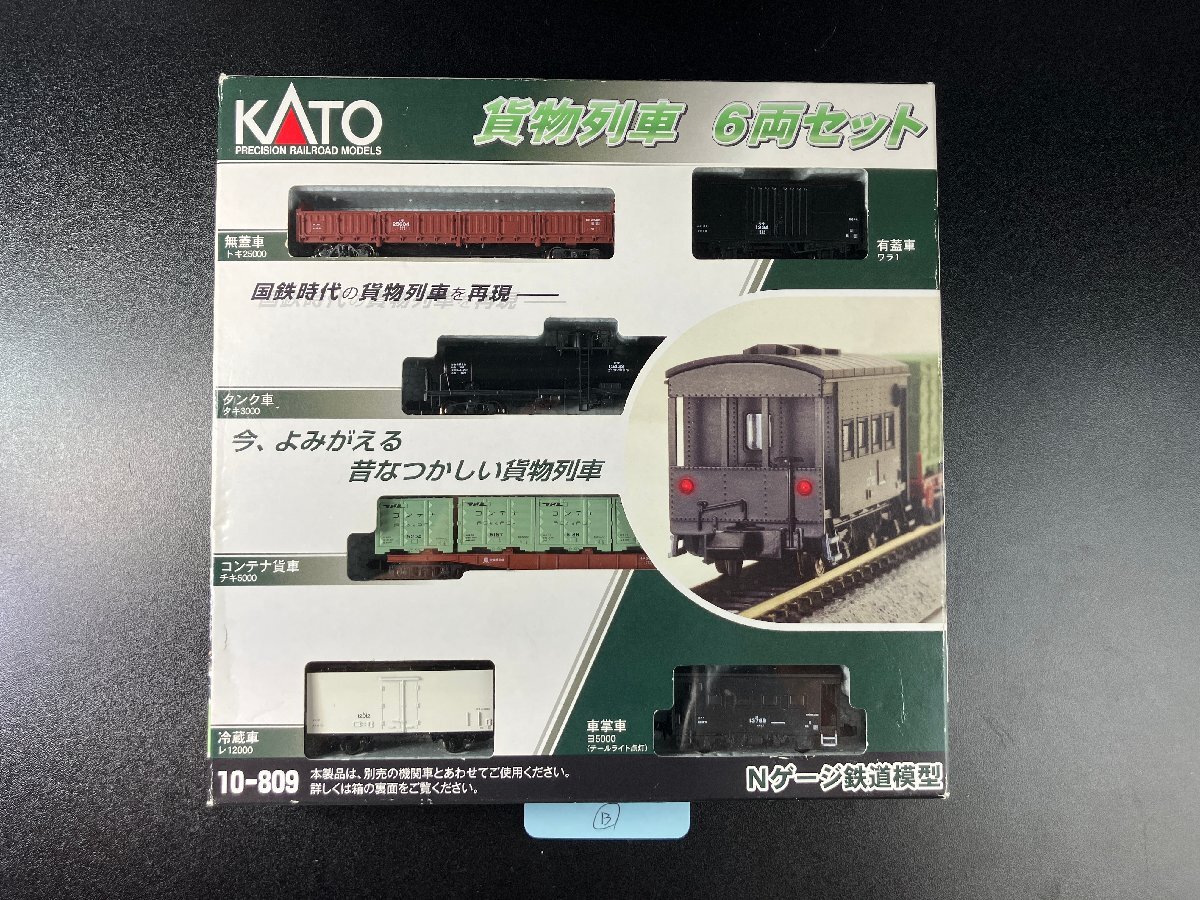 KATO
PRECISION RAILROAD MODELS
貨物列車 6両セット
無蓋車
トキ25000
有蓋車
ワラ1
国鉄時代の貨物列車を再現——
タンク車
タキ3000
今、よみがえる
昔なつかしい貨物列車
コンテナ貨車
チキ5000
冷蔵車
レ12000
車掌車
ヨ5000
(テールライト点灯)
10-809
本製品は、別売の機関車とあわせてご使用ください。
詳しくは箱の裏面をご覧ください。
Nゲージ鉄道模型
B